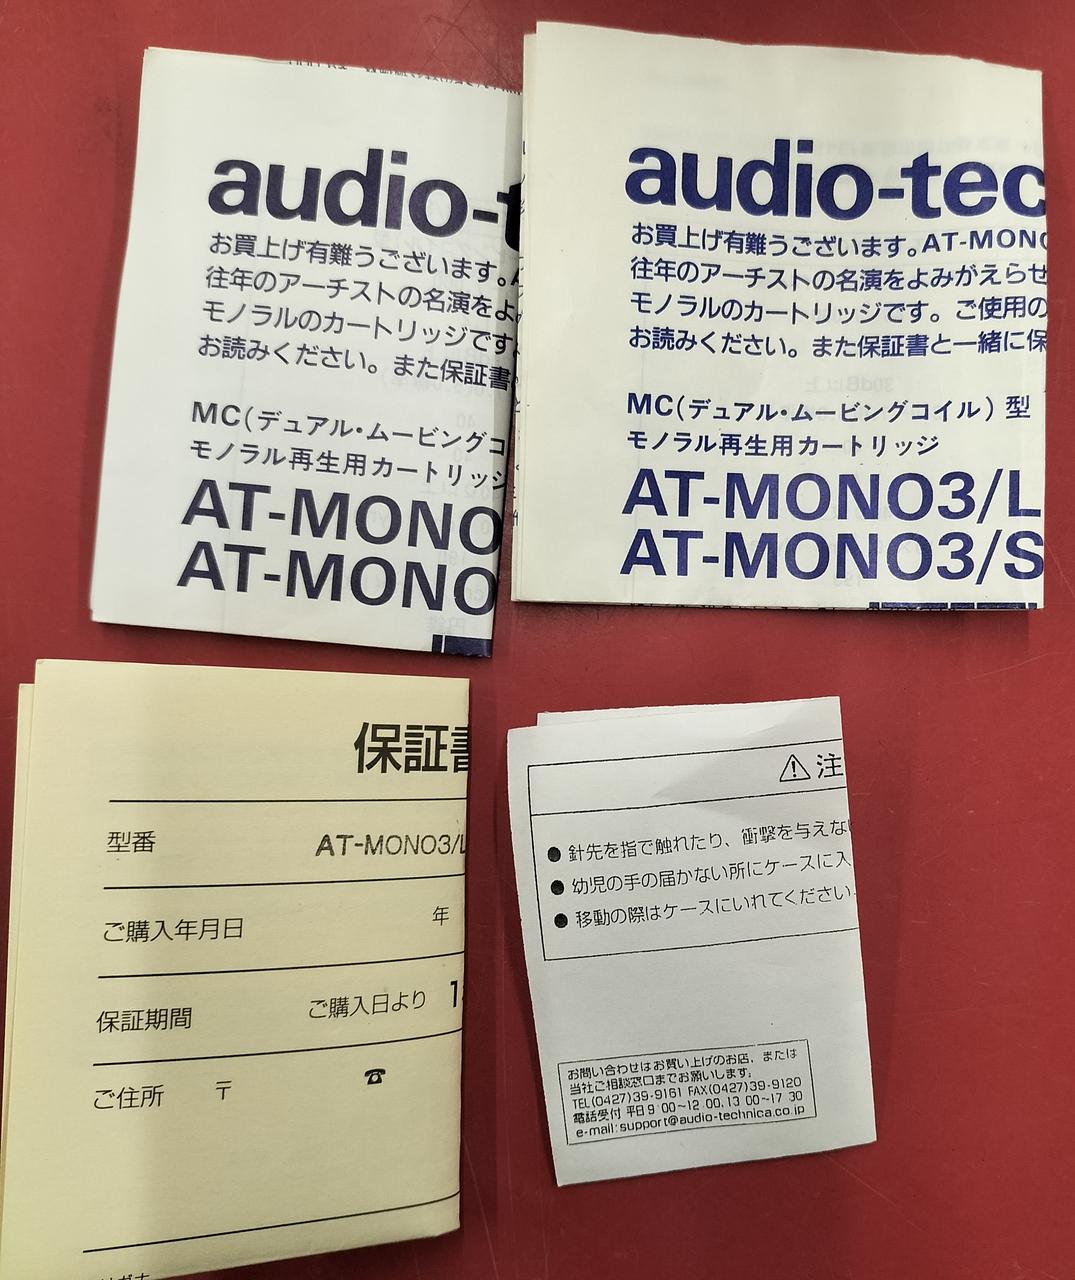 audio-t
お買上げ有難うございます。A
往年のアーチストの名演をよ
モノラルのカートリッジです
お読みください。また保証書
MC(デュアル・ムービングコ
モノラル再生用カートリッジ
AT-MONO
AT-MONO
audio-tec
お買上げ有難うございます。AT-MONO
往年のアーチストの名演をよみがえらせ
モノラルのカートリッジです。ご使用の
お読みください。また保証書と一緒に保
MC(デュアル・ムービングコイル)型
モノラル再生用カートリッジ
AT-MONO3/L
AT-MONO3/S
保証書
型番 AT-MONO3/L
ご購入年月日 年
保証期間 ご購入日より 1
ご住所 〒 ☎
⚠ 注
● 針先を指で触れたり、衝撃を与えな
● 幼児の手の届かない所にケースに入
● 移動の際はケースにいれてください
お問い合わせはお買い上げのお店、または
当社ご相談窓口までお願いします。
TEL(0427)39-9161 FAX(0427)39-9120
電話受付 平日9:00〜12:00,13:00〜17:30
e-mail:support@audio-technica.co.jp